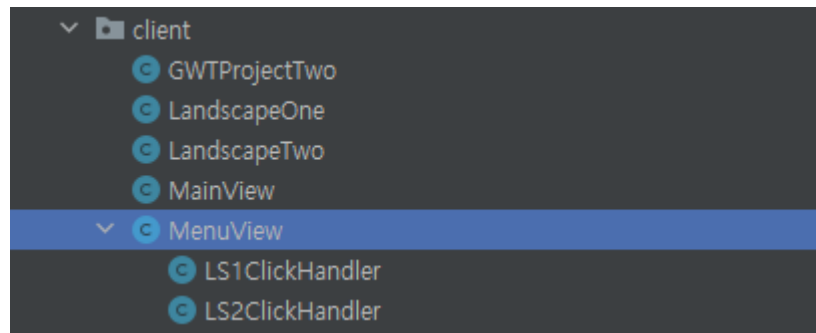 client
GWTProjectTwo
LandscapeOne
LandscapeTwo
MainView
MenuView
LS1ClickHandler
LS2ClickHandler